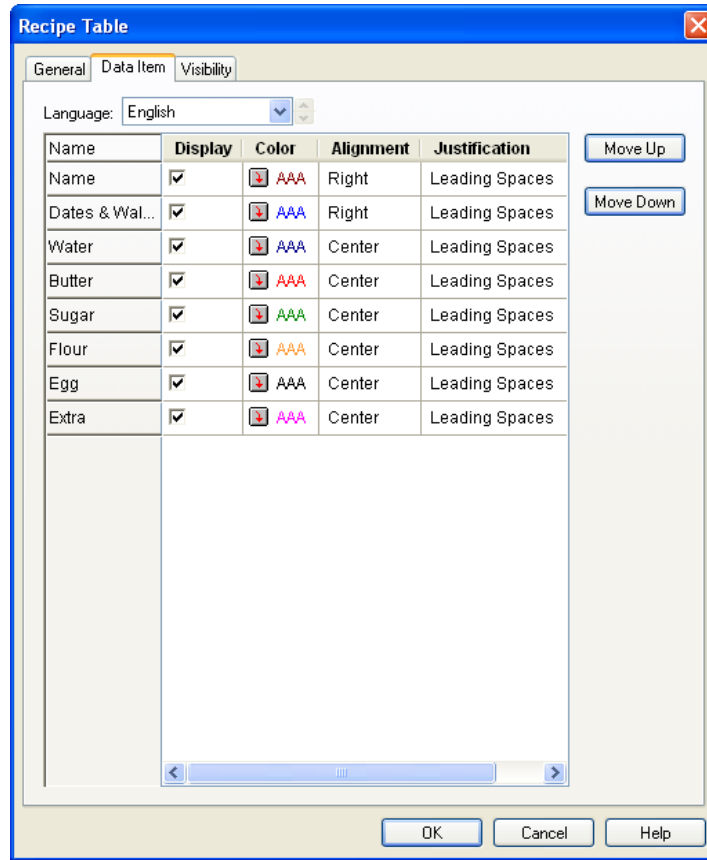 Recipe Table
General Data Item Visibility
Language: English
Name Display Color Alignment Justification Move Up
Name AAA Right Leading Spaces
Dates & Wal... AAA Right Leading Spaces Move Down
Water AAA Center Leading Spaces
Butter AAA Center Leading Spaces
Sugar AAA Center Leading Spaces
Flour AAA Center Leading Spaces
Egg AAA Center Leading Spaces
Extra AAA Center Leading Spaces
OK Cancel Help